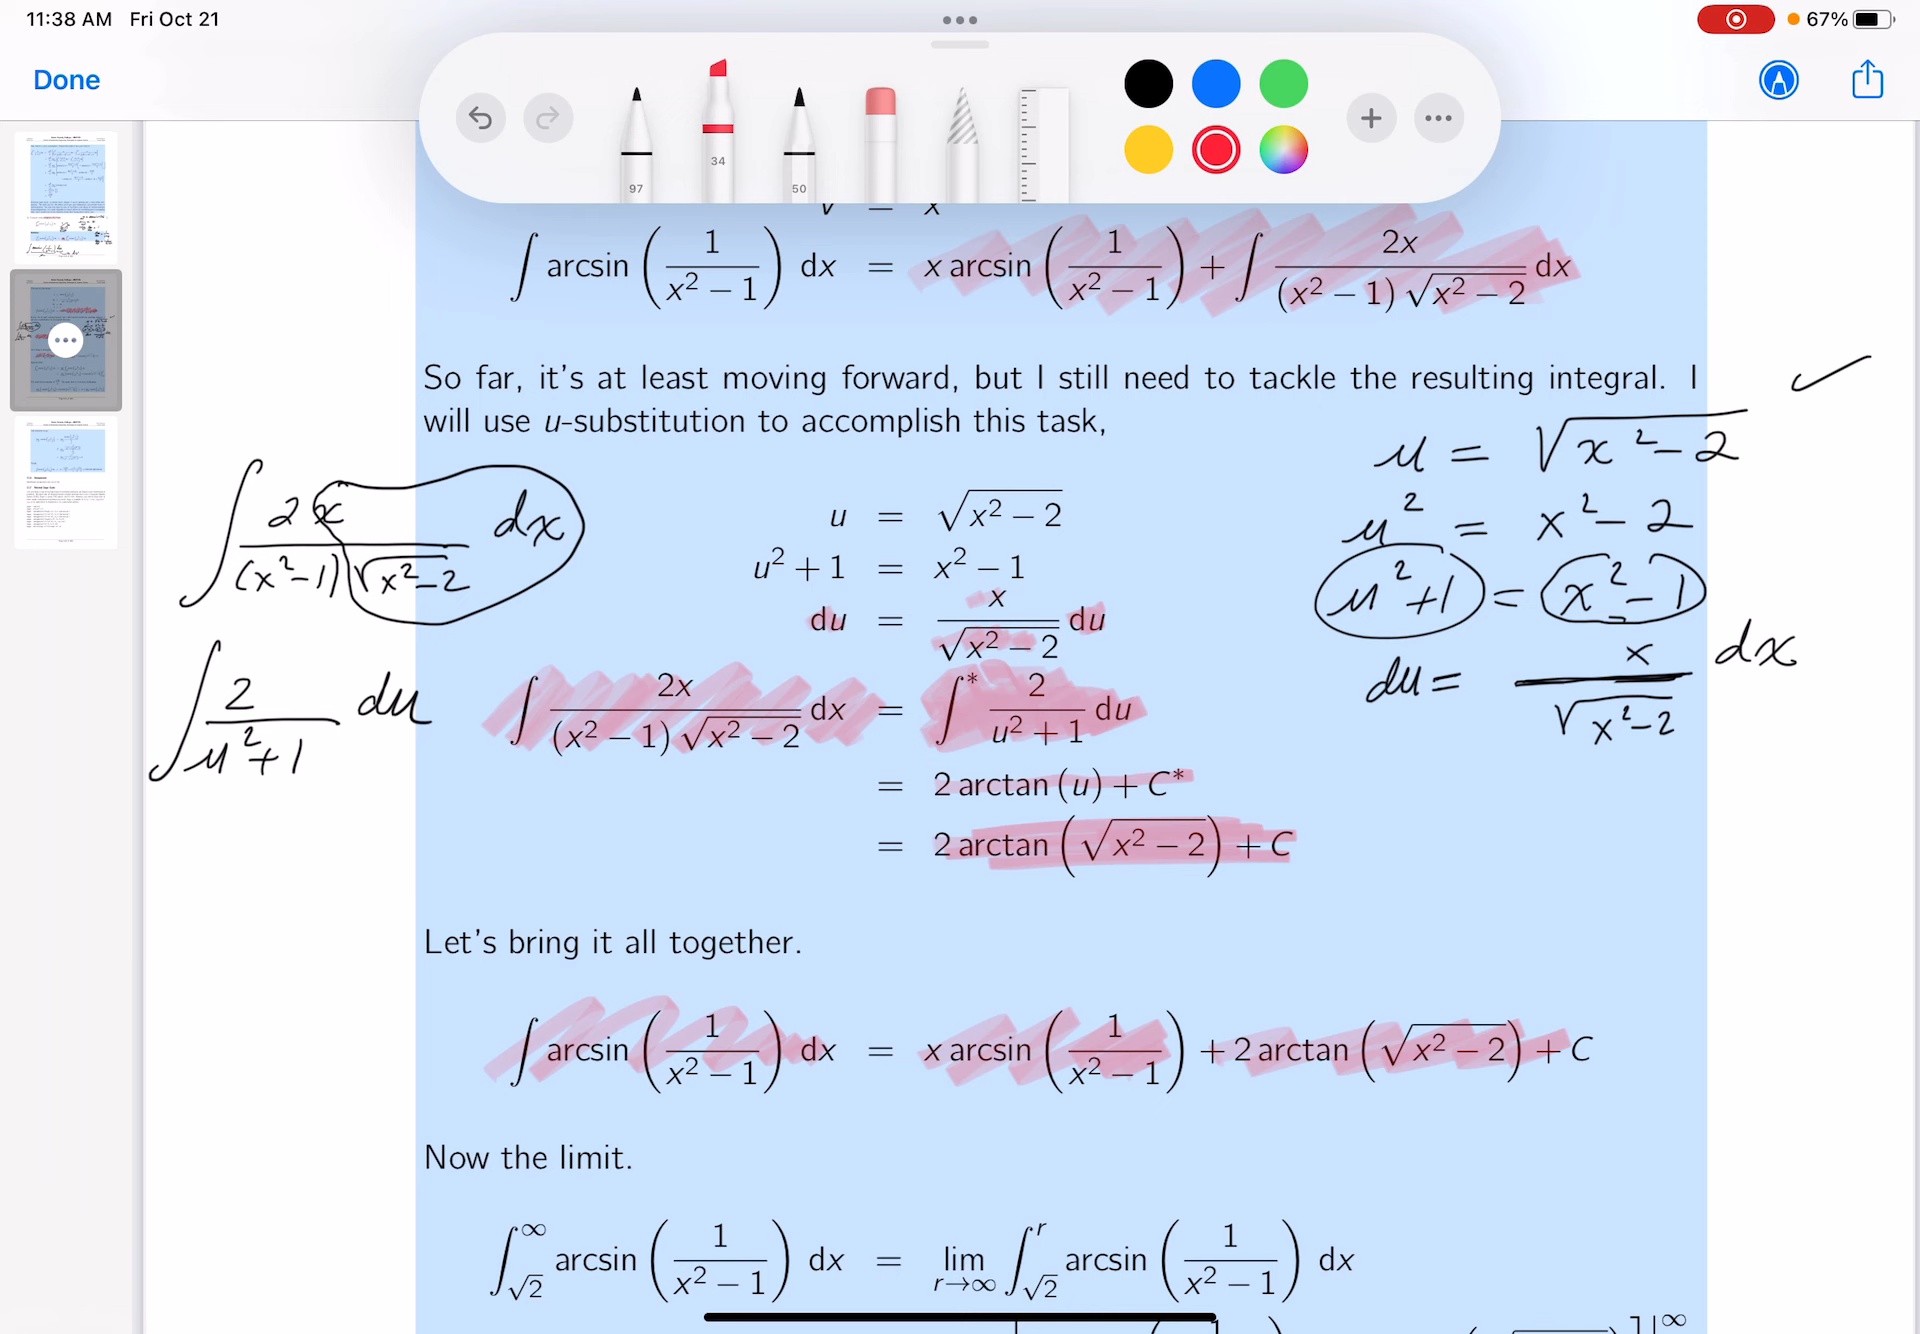 11:38 AM Fri Oct 21
67%
Done
97
34
50
v = x
∫ arcsin (1/(x² − 1)) dx = x arcsin (1/(x² − 1)) + ∫ 2x/((x² − 1) √(x² − 2)) dx
So far, it's at least moving forward, but I still need to tackle the resulting integral. I
will use u-substitution to accomplish this task,
u = √(x² − 2)
u² + 1 = x² − 1
du = x/√(x² − 2) du
∫ 2x/((x² − 1) √(x² − 2)) dx = ∫* 2/(u² + 1) du
= 2 arctan (u) + C*
= 2 arctan (√(x² − 2)) + C
∫ 2x/((x²−1) √(x²−2)) dx
∫ 2/(u²+1) du
u = √(x²−2)
u² = x²−2
u²+1 = x²−1
du = x/√(x²−2) dx
Let's bring it all together.
∫ arcsin (1/(x² − 1)) dx = x arcsin (1/(x² − 1)) + 2 arctan (√(x² − 2)) + C
Now the limit.
∫_√2^∞ arcsin (1/(x² − 1)) dx = lim_{r→∞} ∫_√2^r arcsin (1/(x² − 1)) dx